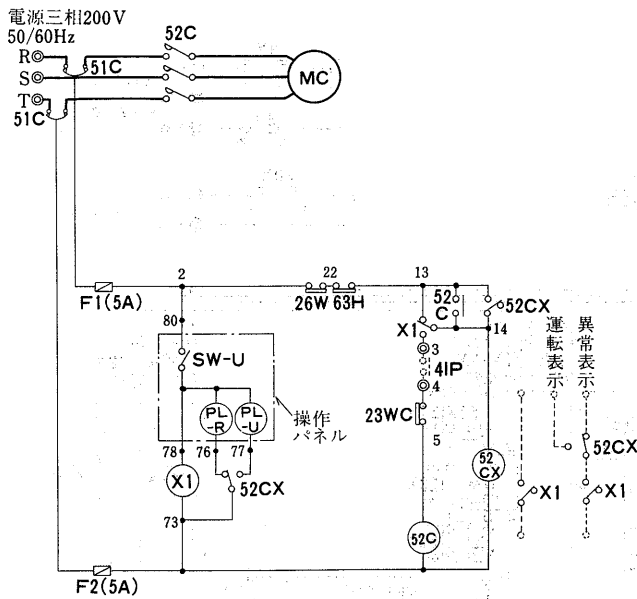 電源三相200V
50/60Hz
R
S
T
51C
51C
52C
MC
F1(5A)
2
22
13
26W 63H
80
SW-U
PL
-R
PL
-U
操作
パネル
78
76
77
X1
52CX
73
F2(5A)
52
C
52CX
14
X1
3
41P
4
23WC
5
52
CX
52C
運転表示
異常表示
52CX
X1
X1